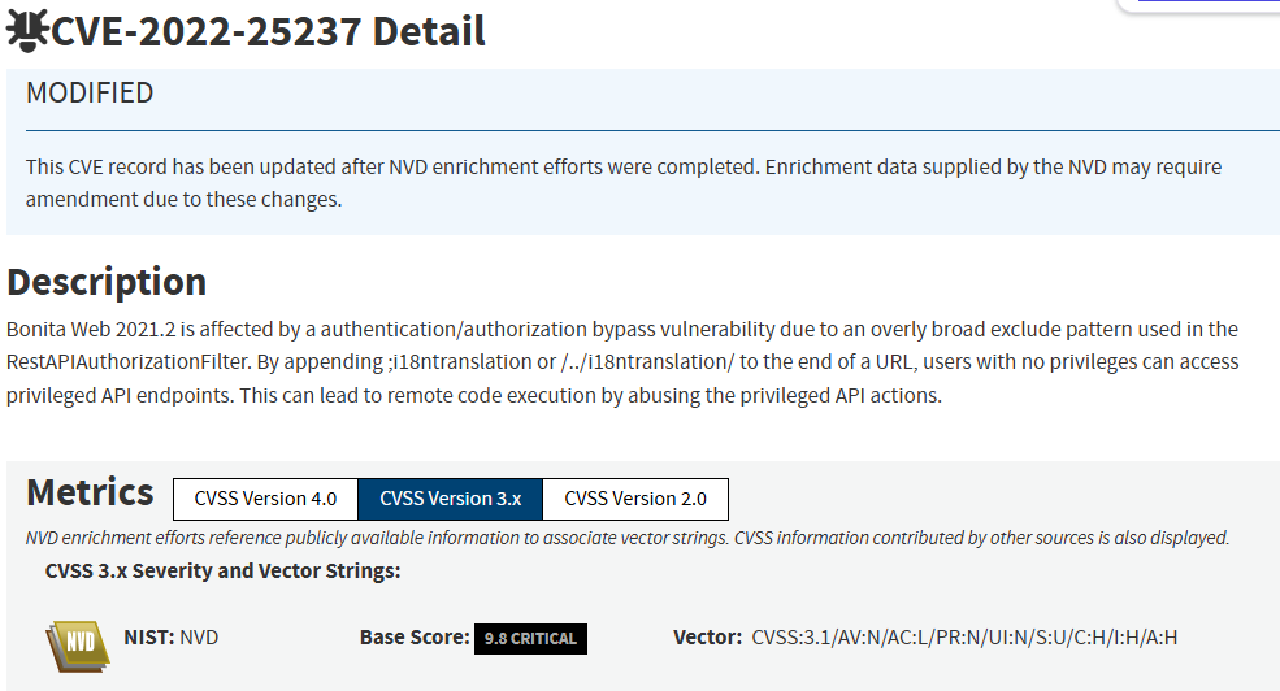 CVE-2022-25237 Detail
MODIFIED
This CVE record has been updated after NVD enrichment efforts were completed. Enrichment data supplied by the NVD may require
amendment due to these changes.
Description
Bonita Web 2021.2 is affected by a authentication/authorization bypass vulnerability due to an overly broad exclude pattern used in the
RestAPIAuthorizationFilter. By appending ;i18ntranslation or /../i18ntranslation/ to the end of a URL, users with no privileges can access
privileged API endpoints. This can lead to remote code execution by abusing the privileged API actions.
Metrics CVSS Version 4.0 CVSS Version 3.x CVSS Version 2.0
NVD enrichment efforts reference publicly available information to associate vector strings. CVSS information contributed by other sources is also displayed.
CVSS 3.x Severity and Vector Strings:
NVD NIST: NVD Base Score: 9.8 CRITICAL Vector: CVSS:3.1/AV:N/AC:L/PR:N/UI:N/S:U/C:H/I:H/A:H